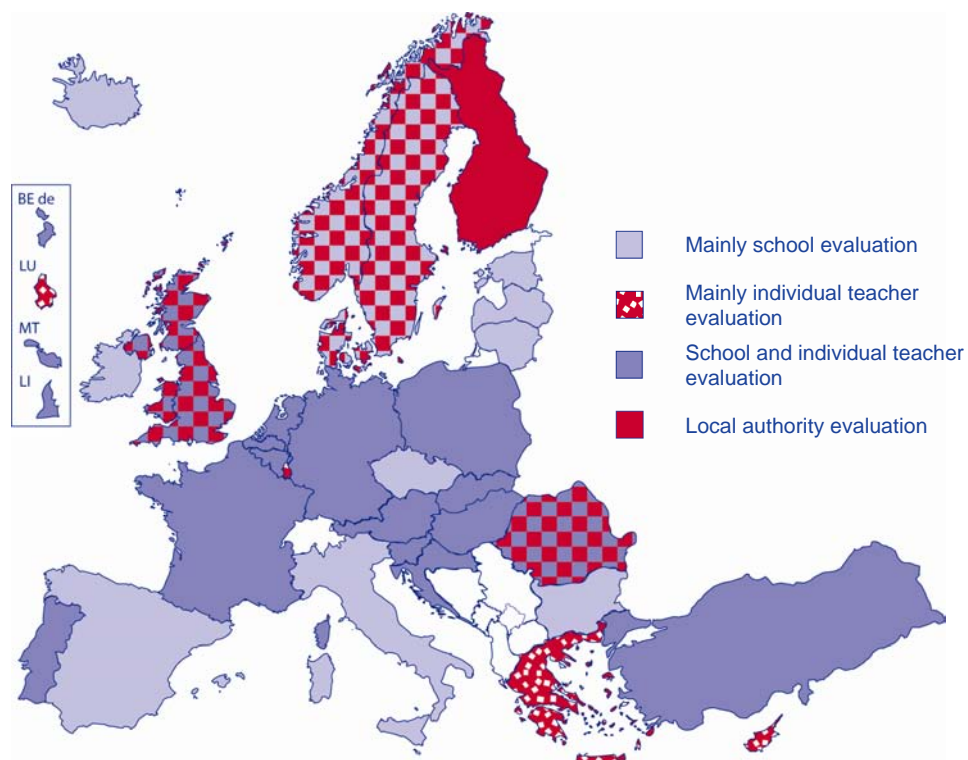 BE de
LU
MT
LI
Mainly school evaluation
Mainly individual teacher
evaluation
School and individual teacher
evaluation
Local authority evaluation